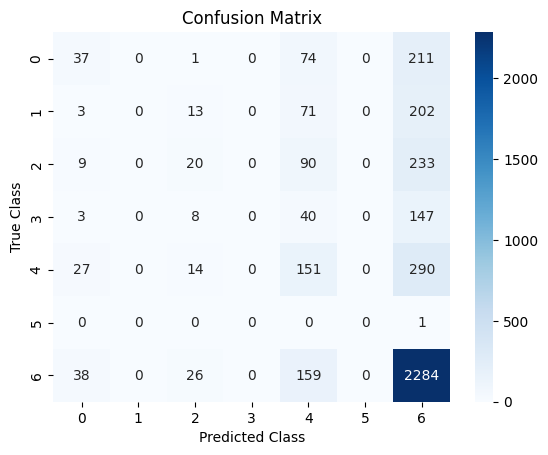 Confusion Matrix
0 37 0 1 0 74 0 211
1 3 0 13 0 71 0 202
2 9 0 20 0 90 0 233
3 3 0 8 0 40 0 147
4 27 0 14 0 151 0 290
5 0 0 0 0 0 0 1
6 38 0 26 0 159 0 2284
0 1 2 3 4 5 6
Predicted Class
True Class
2000
1500
1000
500
0